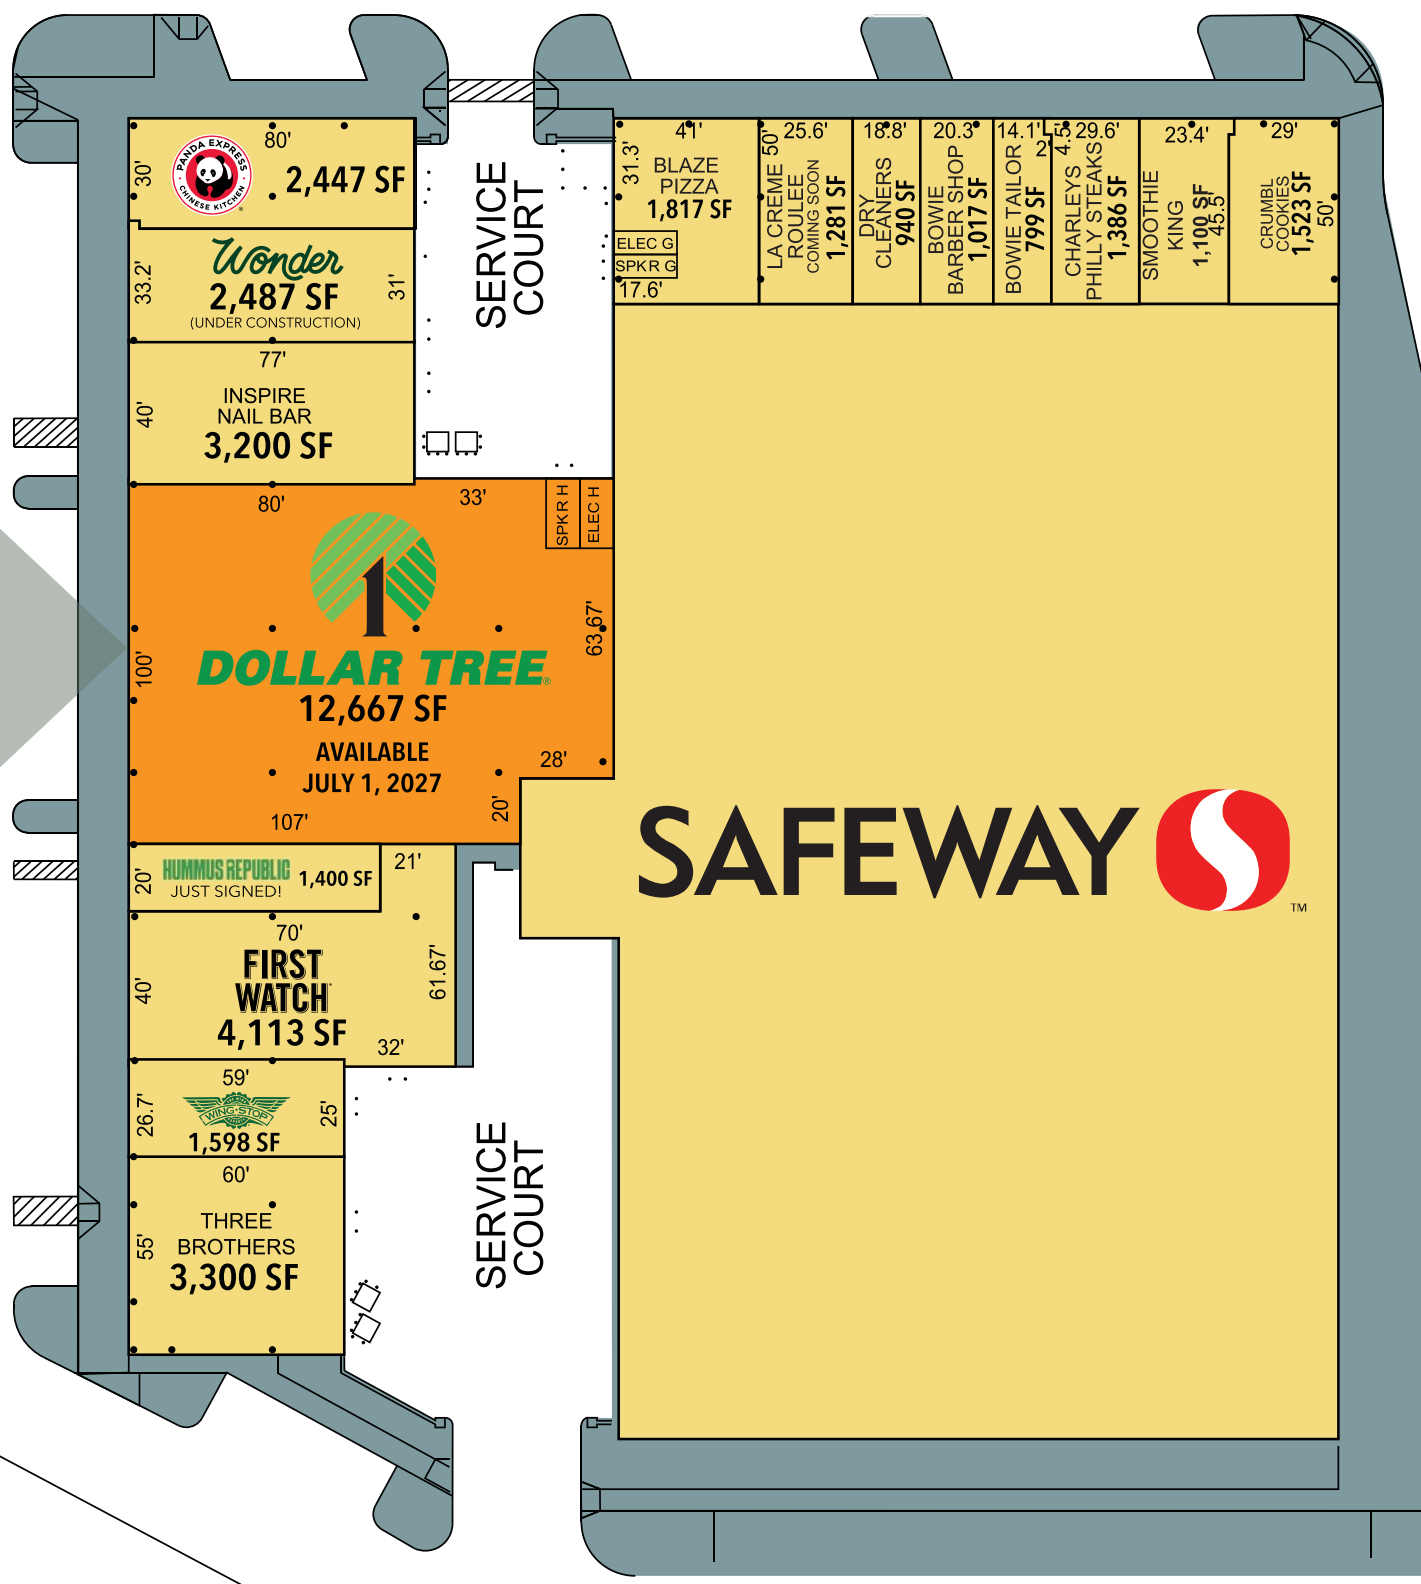 80'
30'
PANDA EXPRESS
CHINESE KITCHEN
2,447 SF
Wonder
33.2'
31'
2,487 SF
(UNDER CONSTRUCTION)
77'
INSPIRE
NAIL BAR
40'
3,200 SF
SERVICE
COURT
80'
33'
SPKR H
ELEC H
1
63.67'
100'
DOLLAR TREE®
12,667 SF
AVAILABLE
JULY 1, 2027
28'
20'
107'
20'
HUMMUS REPUBLIC
JUST SIGNED!
1,400 SF
21'
70'
FIRST
WATCH
40'
61.67'
4,113 SF
32'
59'
26.7'
WING·STOP
25'
1,598 SF
60'
THREE
BROTHERS
55'
3,300 SF
SERVICE
COURT
41'
31.3'
BLAZE
PIZZA
1,817 SF
ELEC G
SPKR G
17.6'
50'
25.6'
LA CREME
ROULEE
COMING SOON
1,281 SF
18.8'
DRY
CLEANERS
940 SF
20.3'
BOWIE
BARBER SHOP
1,017 SF
14.1'
2'
BOWIE TAILOR
799 SF
4.5'
29.6'
CHARLEYS
PHILLY STEAKS
1,386 SF
23.4'
SMOOTHIE
KING
1,100 SF
45.5'
29'
CRUMBL
COOKIES
1,523 SF
50'
SAFEWAY
TM